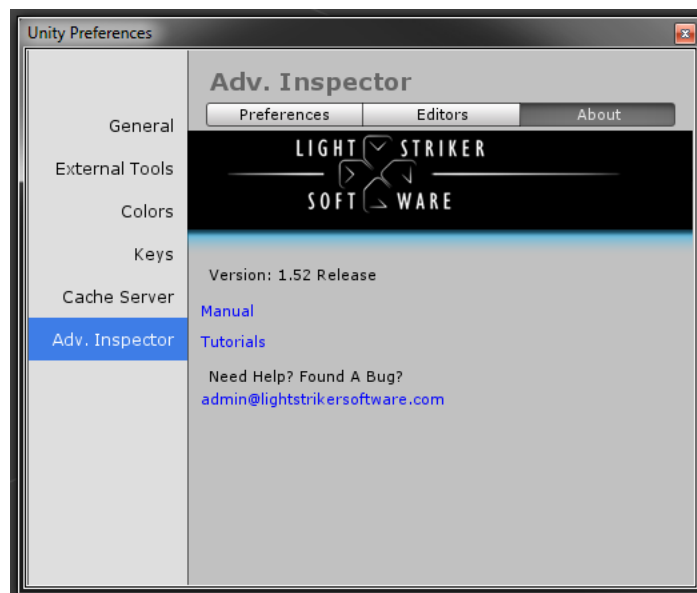 Unity Preferences
General
External Tools
Colors
Keys
Cache Server
Adv. Inspector
Adv. Inspector
Preferences Editors About
LIGHT STRIKER
SOFT WARE
Version: 1.52 Release
Manual
Tutorials
Need Help? Found A Bug?
admin@lightstrikersoftware.com